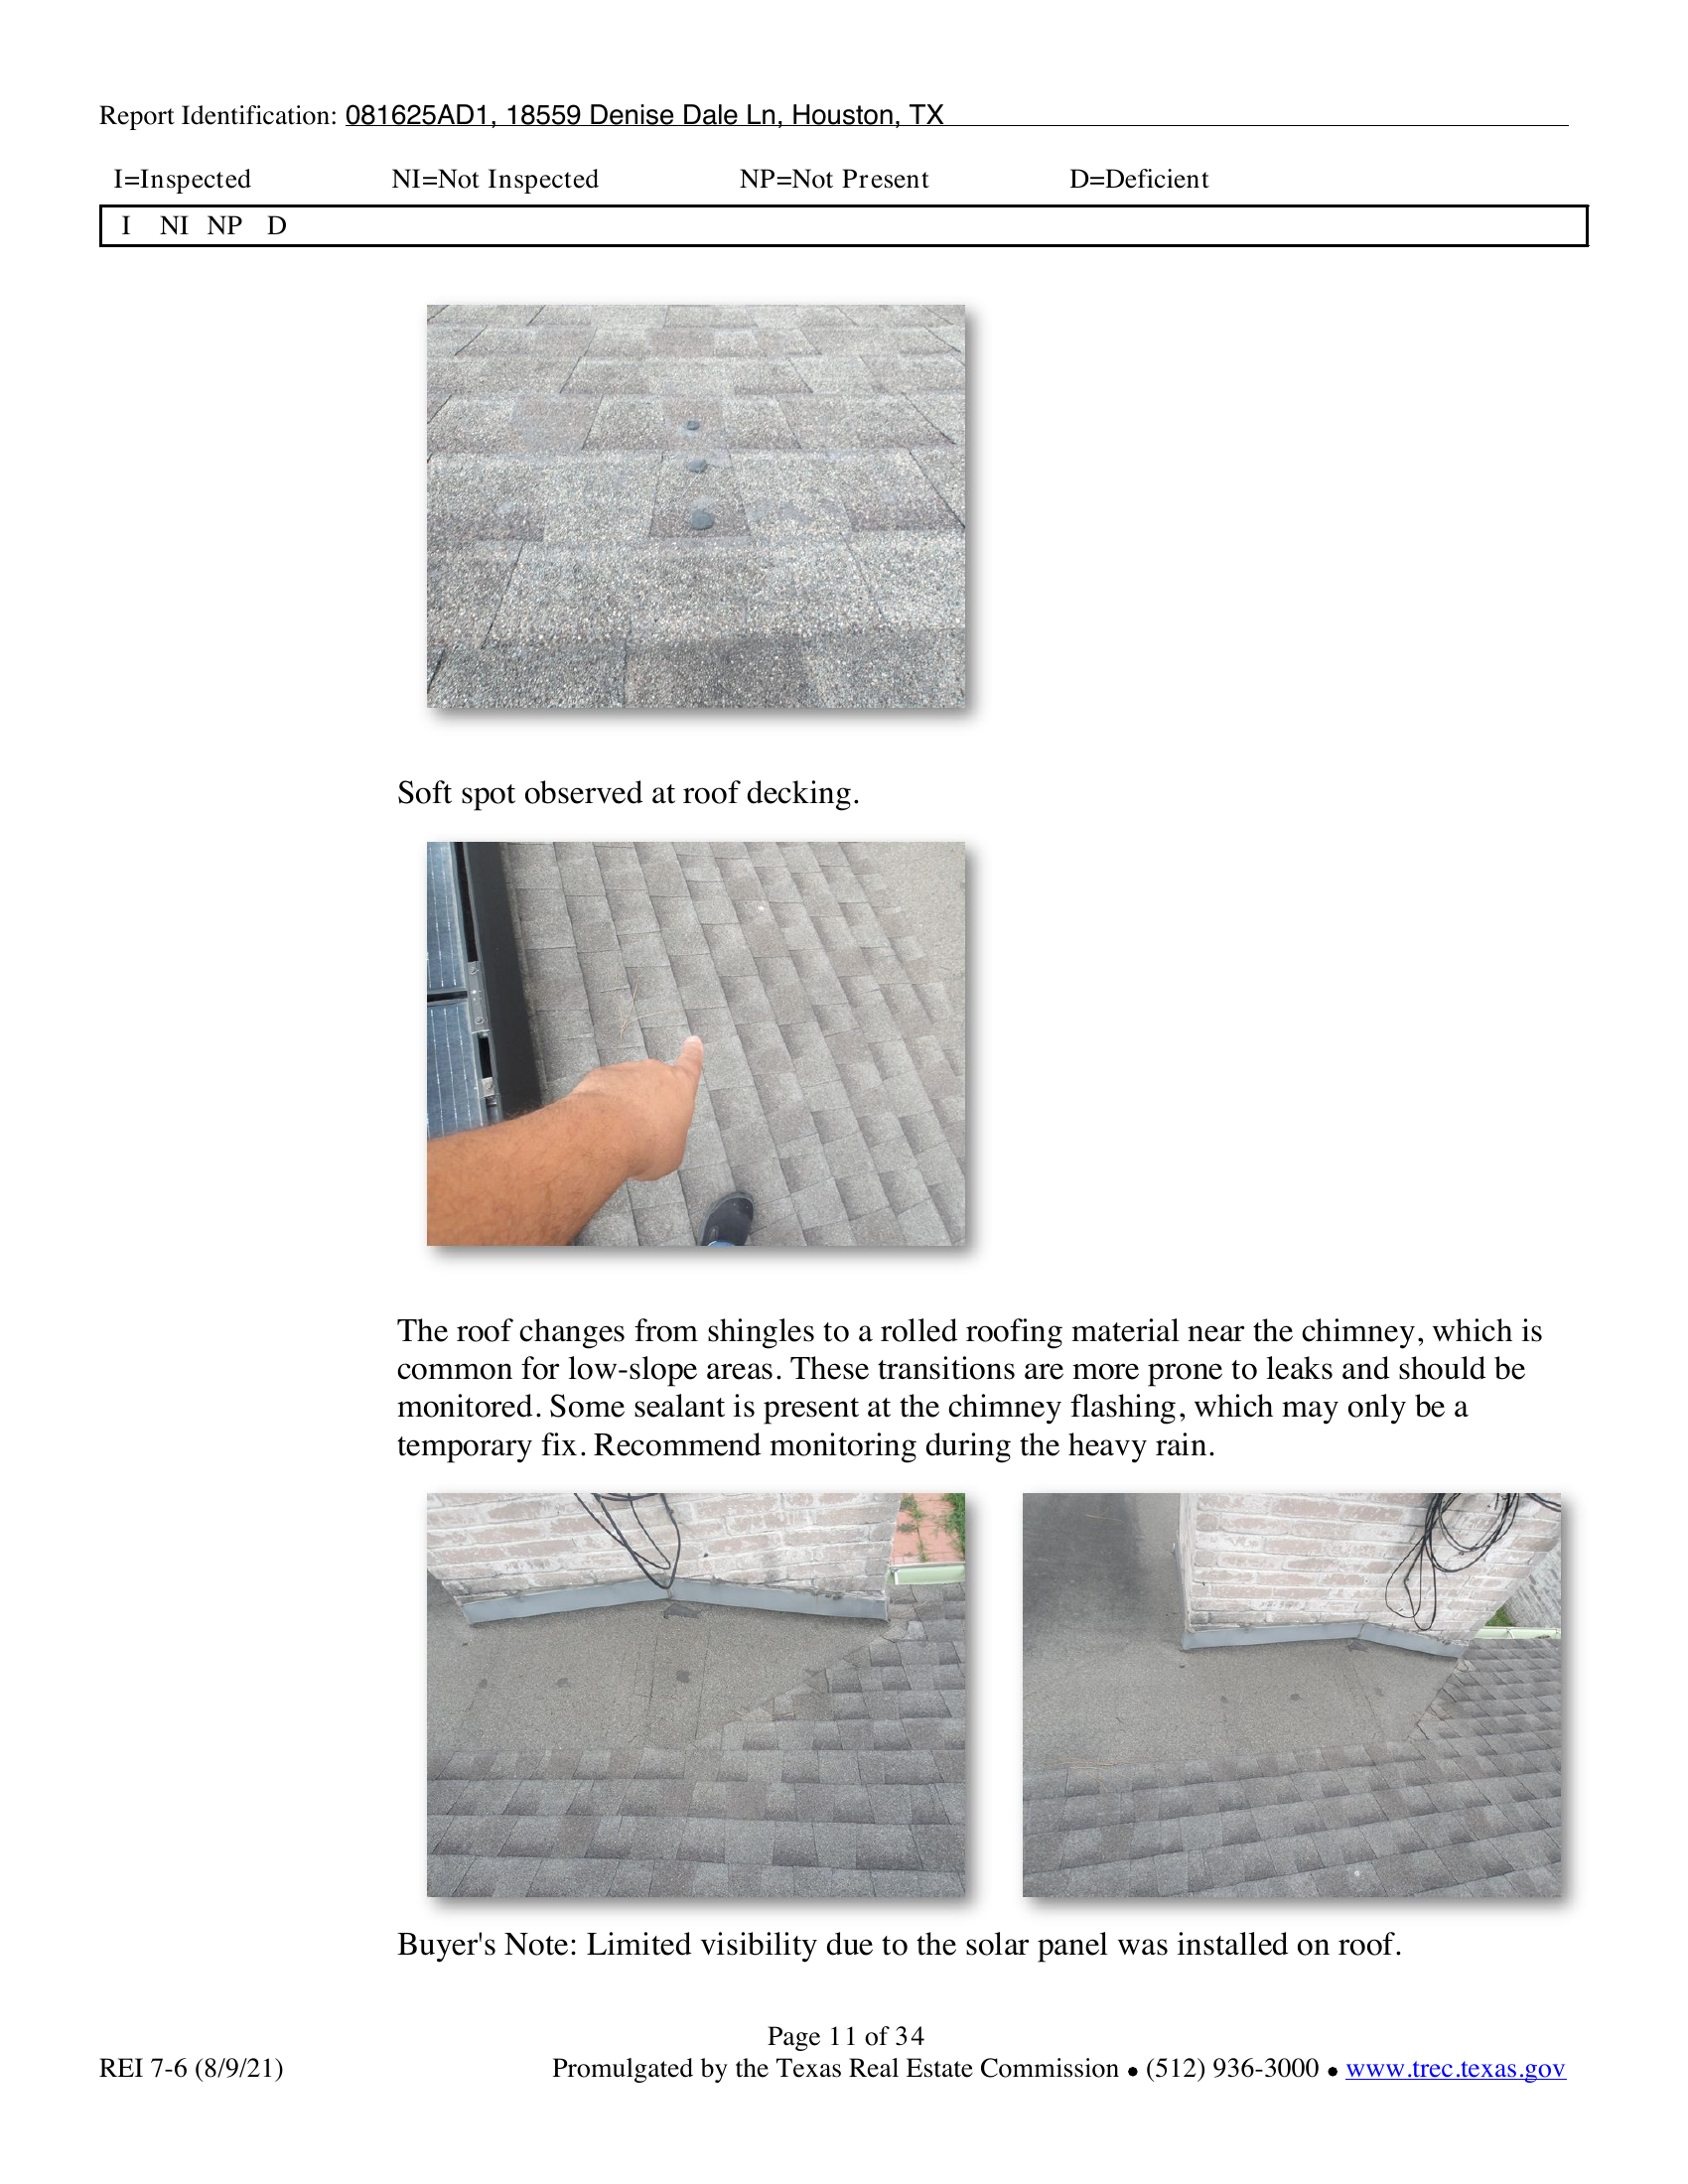 Report Identification: 081625AD1, 18559 Denise Dale Ln, Houston, TX
I=Inspected NI=Not Inspected NP=Not Present D=Deficient
I NI NP D
Soft spot observed at roof decking.
The roof changes from shingles to a rolled roofing material near the chimney, which is
common for low-slope areas. These transitions are more prone to leaks and should be
monitored. Some sealant is present at the chimney flashing, which may only be a
temporary fix. Recommend monitoring during the heavy rain.
Buyer's Note: Limited visibility due to the solar panel was installed on roof.
Page 11 of 34
REI 7-6 (8/9/21) Promulgated by the Texas Real Estate Commission • (512) 936-3000 • www.trec.texas.gov